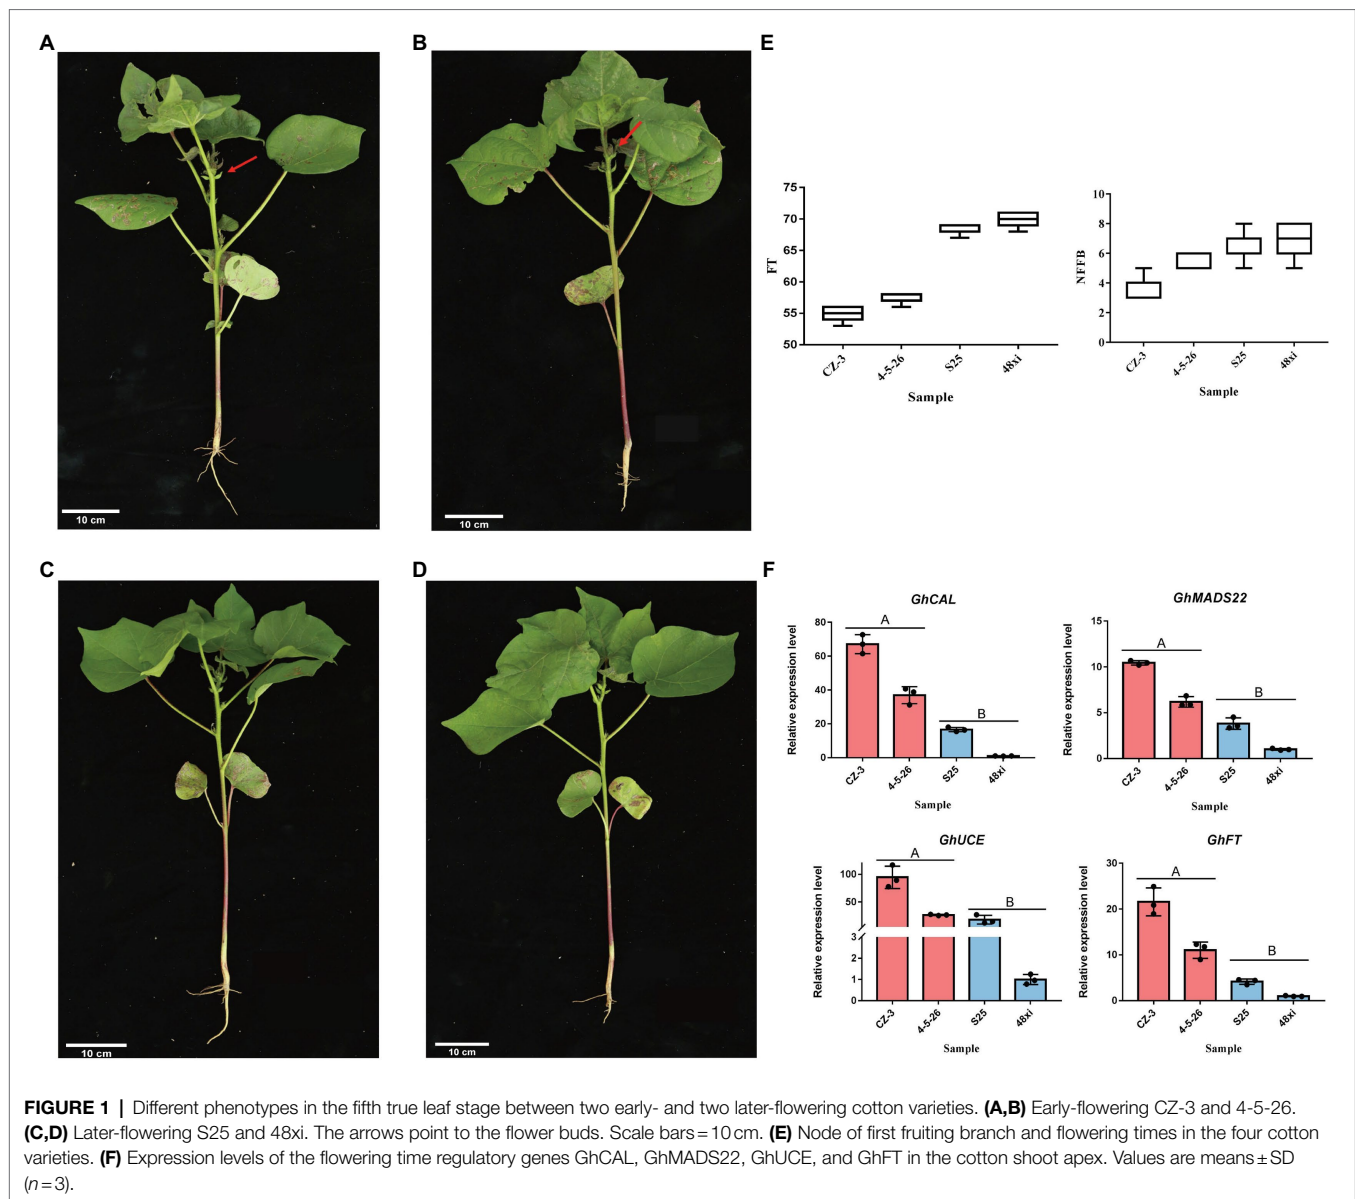 A
B
E
10 cm
10 cm
75
70
65
60
55
50
FT
CZ-3
4-5-26
S25
48xi
Sample
10
8
6
4
2
0
NFFB
CZ-3
4-5-26
S25
48xi
Sample
C
D
F
10 cm
10 cm
GhCAL
80
60
40
20
0
Relative expression level
A
B
CZ-3
4-5-26
S25
48xi
Sample
GhMADS22
15
10
5
0
Relative expression level
A
B
CZ-3
4-5-26
S25
48xi
Sample
GhUCE
100
50
3
2
1
0
Relative expression level
A
B
CZ-3
4-5-26
S25
48xi
Sample
GhFT
30
20
10
0
Relative expression level
A
B
CZ-3
4-5-26
S25
48xi
Sample
FIGURE 1 | Different phenotypes in the fifth true leaf stage between two early- and two later-flowering cotton varieties. (A,B) Early-flowering CZ-3 and 4-5-26.
(C,D) Later-flowering S25 and 48xi. The arrows point to the flower buds. Scale bars = 10 cm. (E) Node of first fruiting branch and flowering times in the four cotton
varieties. (F) Expression levels of the flowering time regulatory genes GhCAL, GhMADS22, GhUCE, and GhFT in the cotton shoot apex. Values are means ± SD
(n = 3).